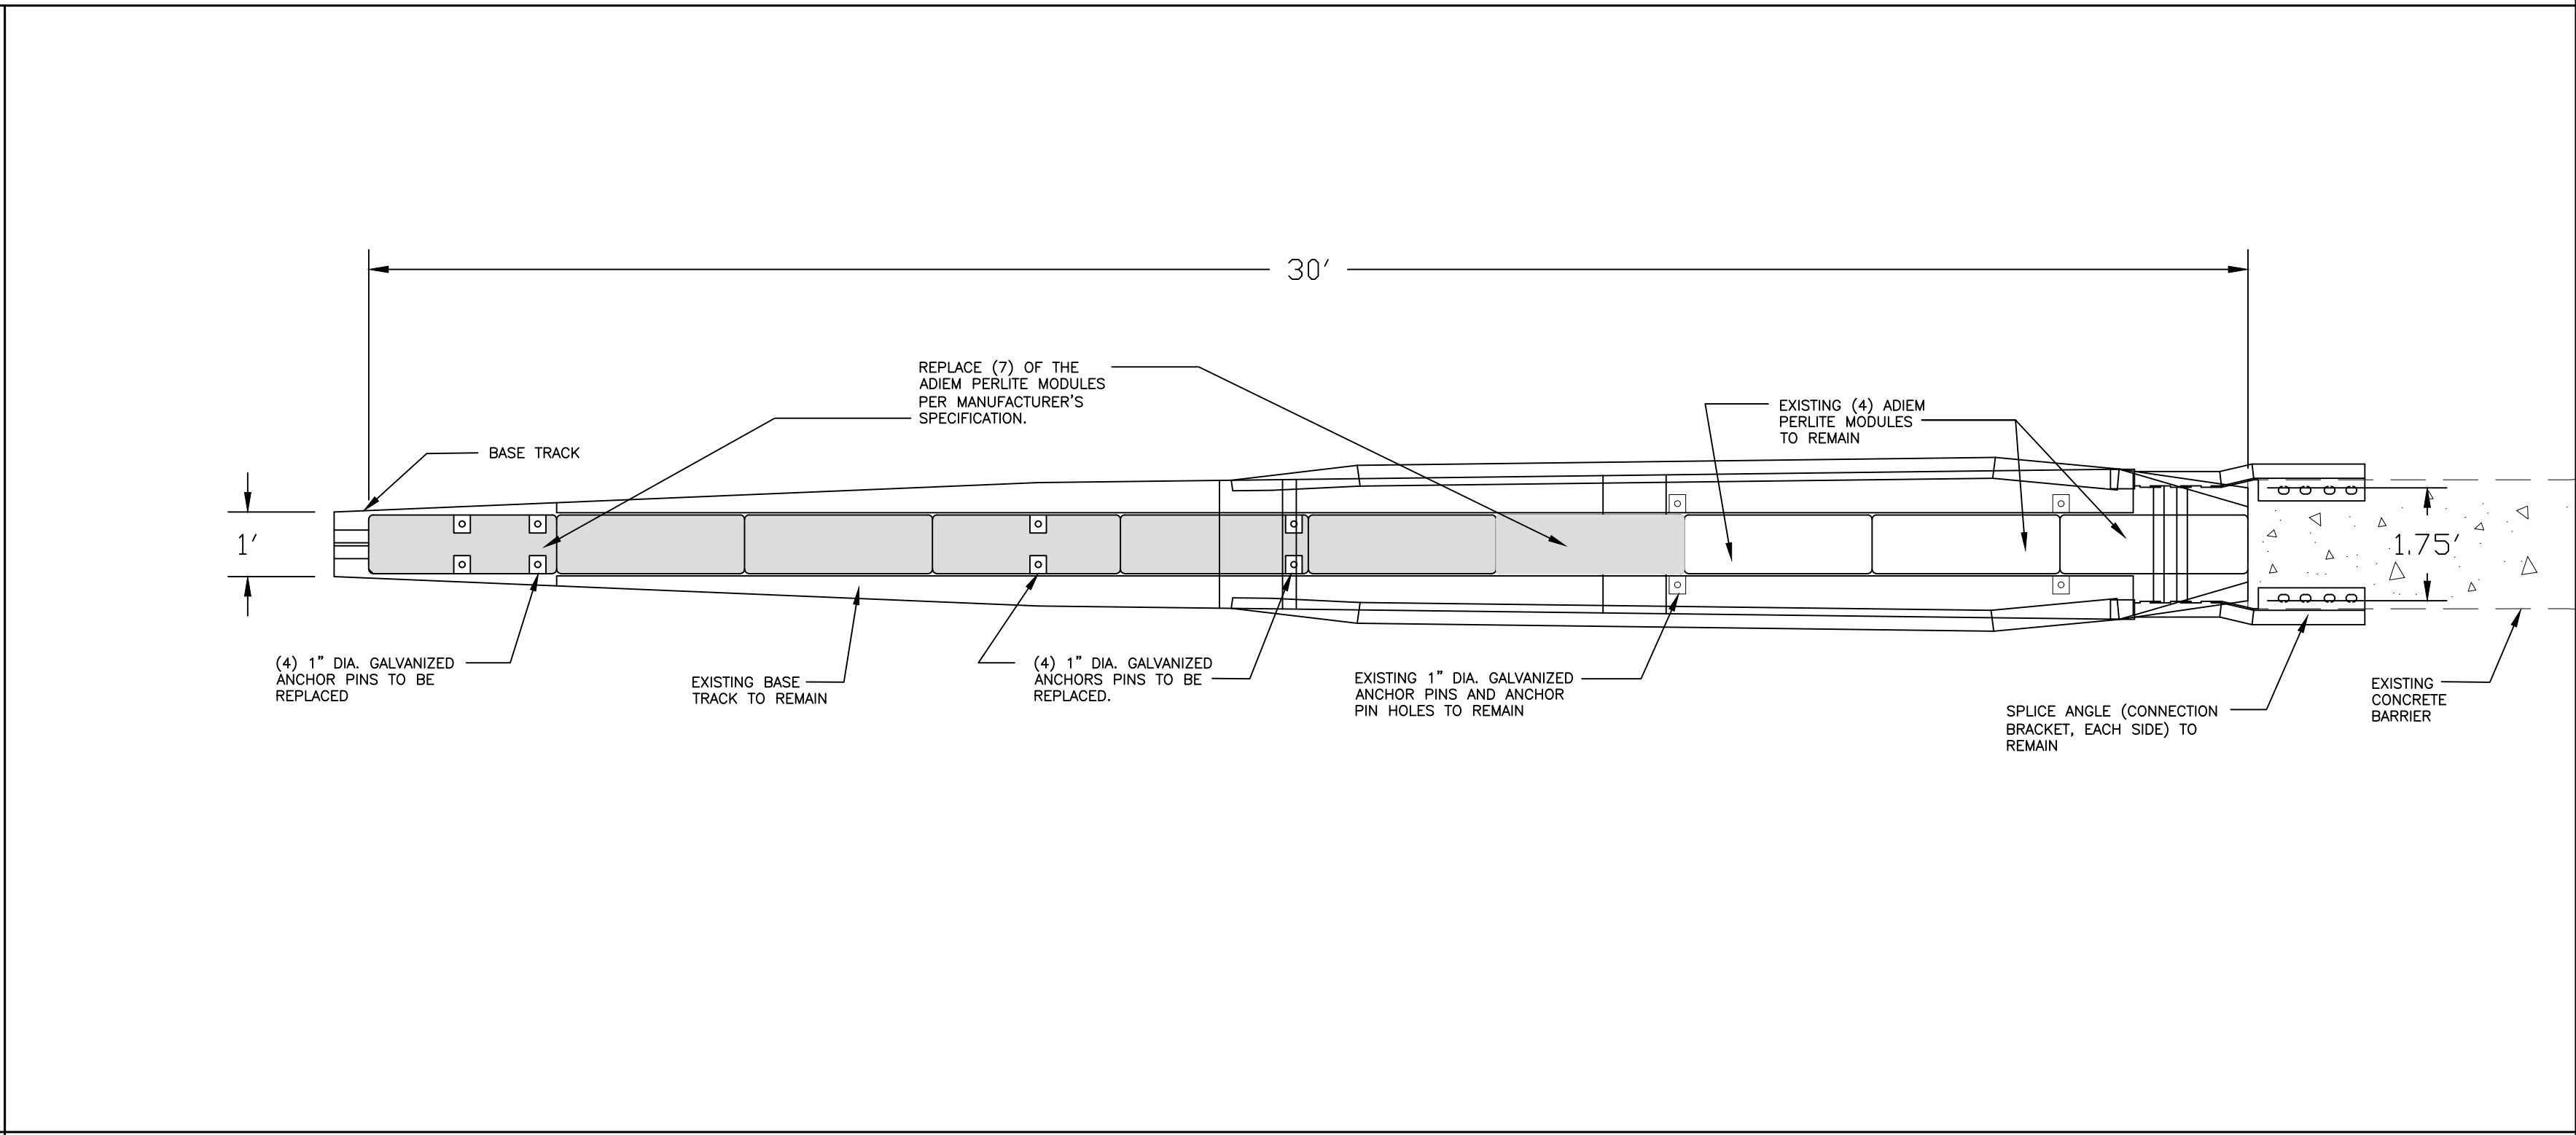 30'
REPLACE (7) OF THE
ADIEM PERLITE MODULES
PER MANUFACTURER'S
SPECIFICATION.
EXISTING (4) ADIEM
PERLITE MODULES
TO REMAIN
BASE TRACK
1'
1.75'
(4) 1" DIA. GALVANIZED
ANCHOR PINS TO BE
REPLACED
EXISTING BASE
TRACK TO REMAIN
(4) 1" DIA. GALVANIZED
ANCHORS PINS TO BE
REPLACED.
EXISTING 1" DIA. GALVANIZED
ANCHOR PINS AND ANCHOR
PIN HOLES TO REMAIN
SPLICE ANGLE (CONNECTION
BRACKET, EACH SIDE) TO
REMAIN
EXISTING
CONCRETE
BARRIER